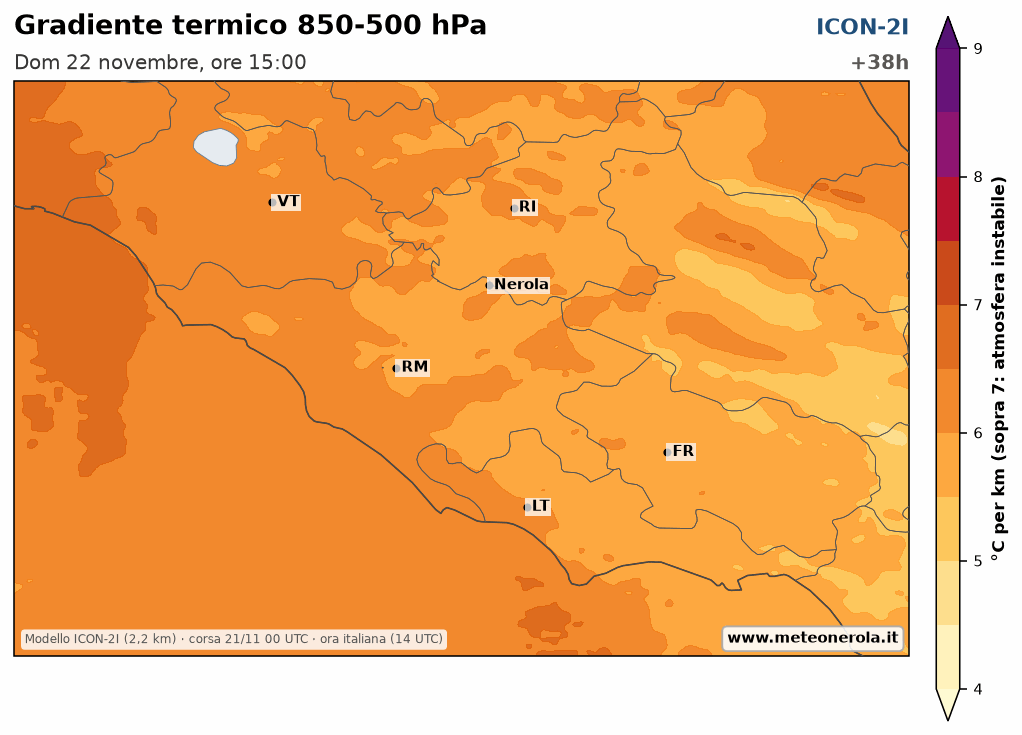 Gradiente termico 850-500 hPa
ICON-2I
Dom 22 novembre, ore 15:00
+38h
VT
RI
Nerola
RM
FR
LT
Modello ICON-2I (2,2 km) · corsa 21/11 00 UTC · ora italiana (14 UTC)
www.meteonerola.it
9
8
7
6
5
4
°C per km (sopra 7: atmosfera instabile)